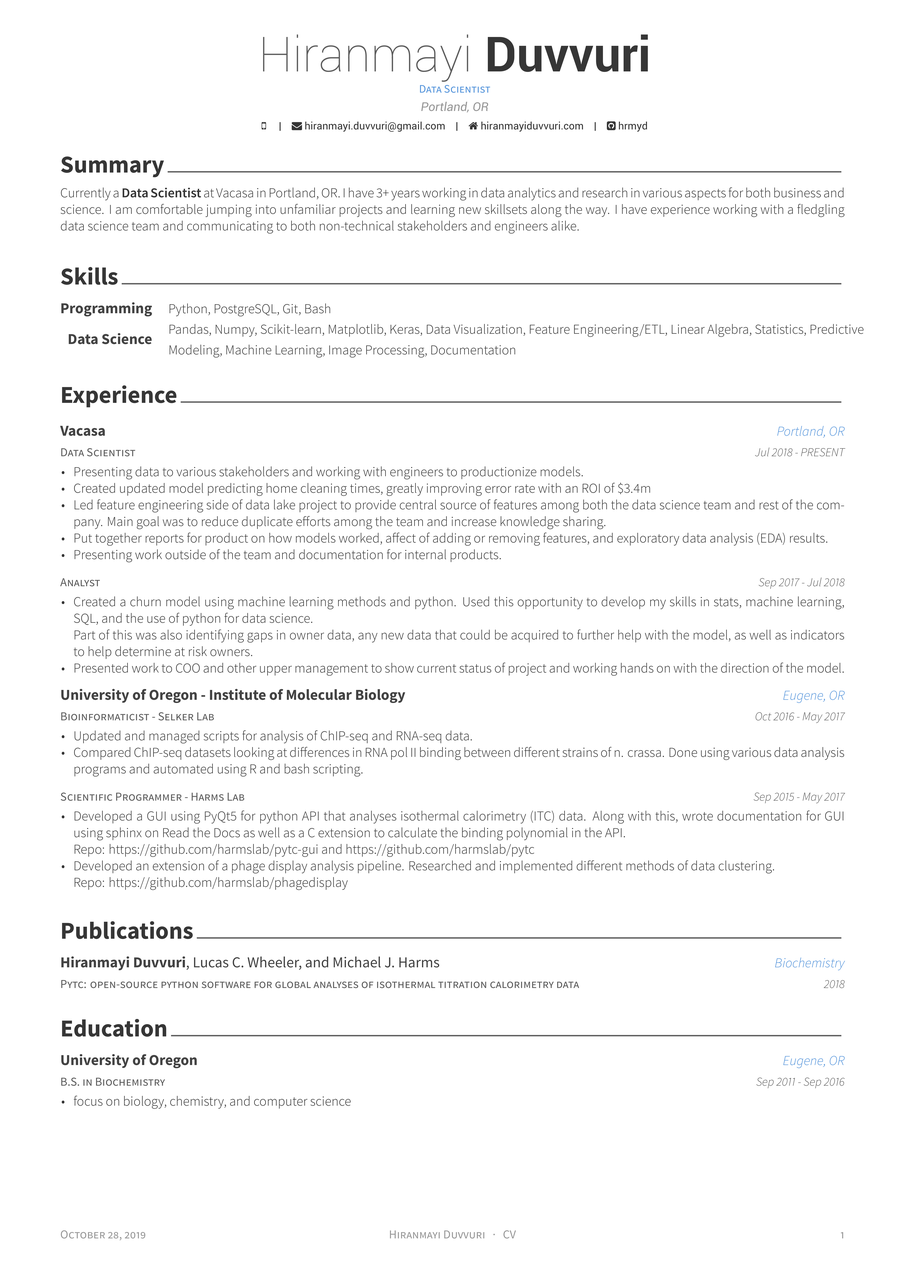 Hiranmayi Duvvuri
Data Scientist
Portland, OR
| hiranmayi.duvvuri@gmail.com | hiranmayiduvvuri.com | hrmyd
Summary
Currently a Data Scientist at Vacasa in Portland, OR. I have 3+ years working in data analytics and research in various aspects for both business and
science. I am comfortable jumping into unfamiliar projects and learning new skillsets along the way. I have experience working with a fledgling
data science team and communicating to both non-technical stakeholders and engineers alike.
Skills
Programming Python, PostgreSQL, Git, Bash
Data Science Pandas, Numpy, Scikit-learn, Matplotlib, Keras, Data Visualization, Feature Engineering/ETL, Linear Algebra, Statistics, Predictive
Modeling, Machine Learning, Image Processing, Documentation
Experience
Vacasa Portland, OR
Data Scientist Jul 2018 - PRESENT
• Presenting data to various stakeholders and working with engineers to productionize models.
• Created updated model predicting home cleaning times, greatly improving error rate with an ROI of $3.4m
• Led feature engineering side of data lake project to provide central source of features among both the data science team and rest of the com-
pany. Main goal was to reduce duplicate efforts among the team and increase knowledge sharing.
• Put together reports for product on how models worked, affect of adding or removing features, and exploratory data analysis (EDA) results.
• Presenting work outside of the team and documentation for internal products.
Analyst Sep 2017 - Jul 2018
• Created a churn model using machine learning methods and python. Used this opportunity to develop my skills in stats, machine learning,
SQL, and the use of python for data science.
Part of this was also identifying gaps in owner data, any new data that could be acquired to further help with the model, as well as indicators
to help determine at risk owners.
• Presented work to COO and other upper management to show current status of project and working hands on with the direction of the model.
University of Oregon - Institute of Molecular Biology Eugene, OR
Bioinformaticist - Selker Lab Oct 2016 - May 2017
• Updated and managed scripts for analysis of ChIP-seq and RNA-seq data.
• Compared ChIP-seq datasets looking at differences in RNA pol II binding between different strains of n. crassa. Done using various data analysis
programs and automated using R and bash scripting.
Scientific Programmer - Harms Lab Sep 2015 - May 2017
• Developed a GUI using PyQt5 for python API that analyses isothermal calorimetry (ITC) data. Along with this, wrote documentation for GUI
using sphinx on Read the Docs as well as a C extension to calculate the binding polynomial in the API.
Repo: https://github.com/harmslab/pytc-gui and https://github.com/harmslab/pytc
• Developed an extension of a phage display analysis pipeline. Researched and implemented different methods of data clustering.
Repo: https://github.com/harmslab/phagedisplay
Publications
Hiranmayi Duvvuri, Lucas C. Wheeler, and Michael J. Harms Biochemistry
Pytc: open-source python software for global analyses of isothermal titration calorimetry data 2018
Education
University of Oregon Eugene, OR
B.S. in Biochemistry Sep 2011 - Sep 2016
• focus on biology, chemistry, and computer science
October 28, 2019 Hiranmayi Duvvuri · CV 1